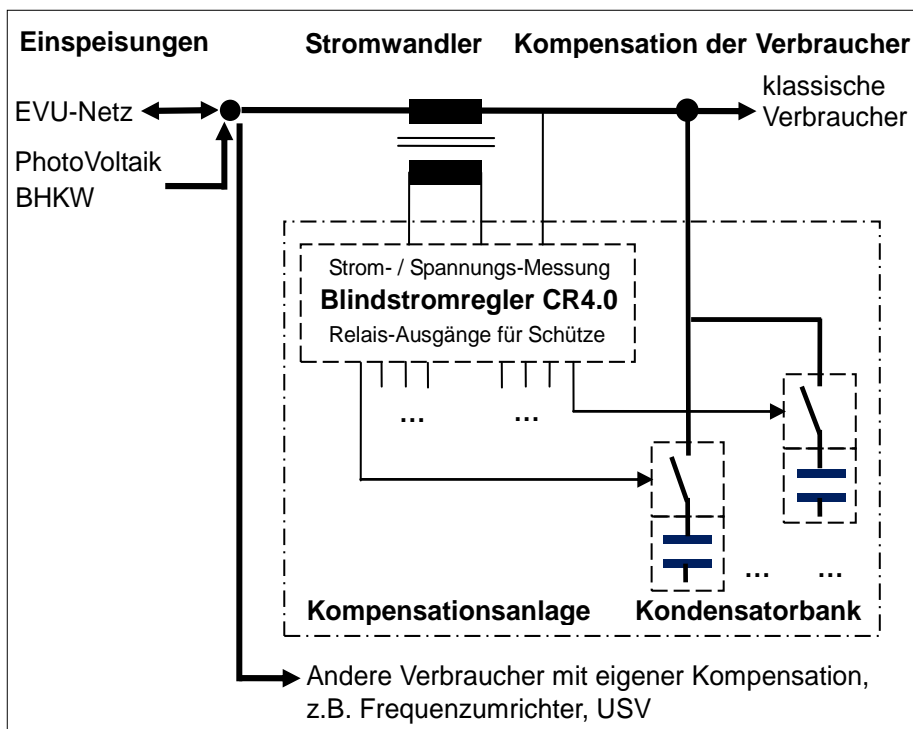 Einspeisungen
Stromwandler
Kompensation der Verbraucher
EVU-Netz
klassische
Verbraucher
PhotoVoltaik
BHKW
Strom- / Spannungs-Messung
Blindstromregler CR4.0
Relais-Ausgänge für Schütze
...
...
...
...
Kompensationsanlage
Kondensatorbank
Andere Verbraucher mit eigener Kompensation,
z.B. Frequenzumrichter, USV